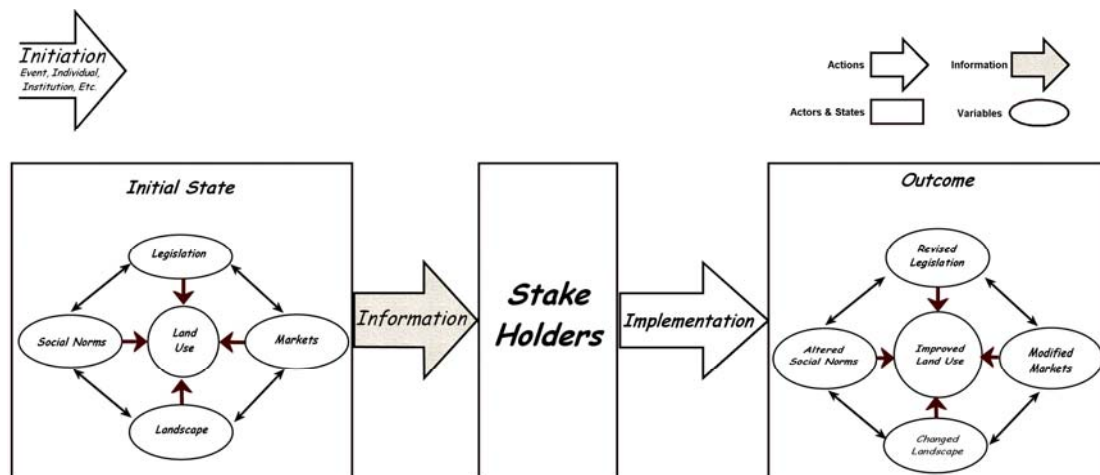 Initiation
Event, Individual,
Institution, Etc.
Actions
Information
Actors & States
Variables
Initial State
Legislation
Social Norms
Land
Use
Markets
Landscape
Information
Stake
Holders
Implementation
Outcome
Revised
Legislation
Altered
Social Norms
Improved
Land Use
Modified
Markets
Changed
Landscape